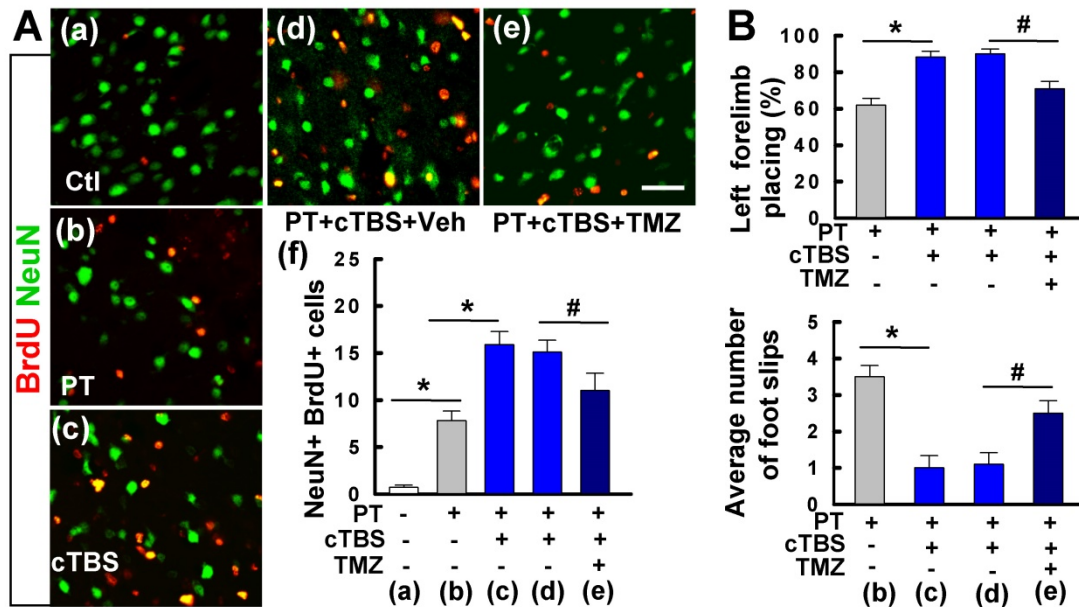 A
(a)
Ctl
(b)
PT
(c)
cTBS
BrdU NeuN
(d)
PT+cTBS+Veh
(e)
PT+cTBS+TMZ
(f)
NeuN+ BrdU+ cells
25
20
15
10
5
0
*
*
#
PT - + + + +
cTBS - - + + +
TMZ - - - - +
(a) (b) (c) (d) (e)
B
Left forelimb
placing (%)
100
80
60
40
20
0
*
#
PT + + + +
cTBS - + + +
TMZ - - - +
Average number
of foot slips
5
4
3
2
1
0
*
#
PT + + + +
cTBS - + + +
TMZ - - - +
(b) (c) (d) (e)